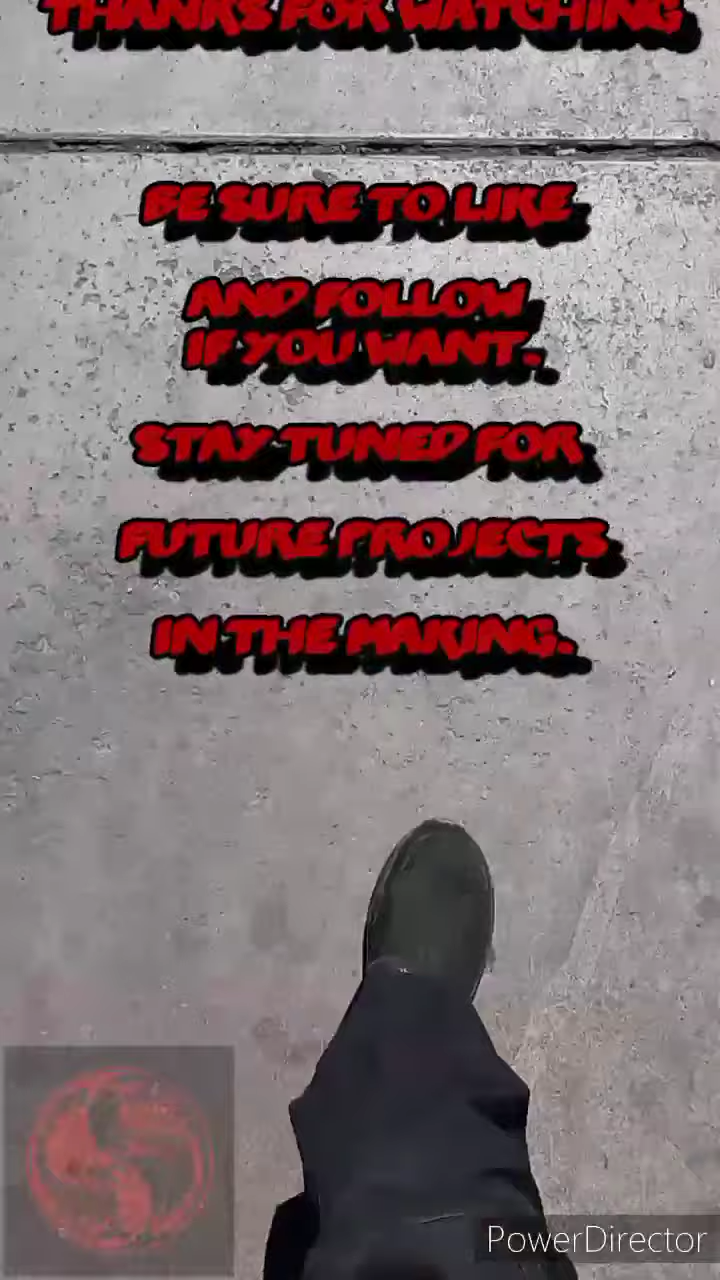 THANKS FOR WATCHING
BE SURE TO LIKE
AND FOLLOW
IF YOU WANT.
STAY TUNED FOR
FUTURE PROJECTS
IN THE MAKING.
PowerDirector